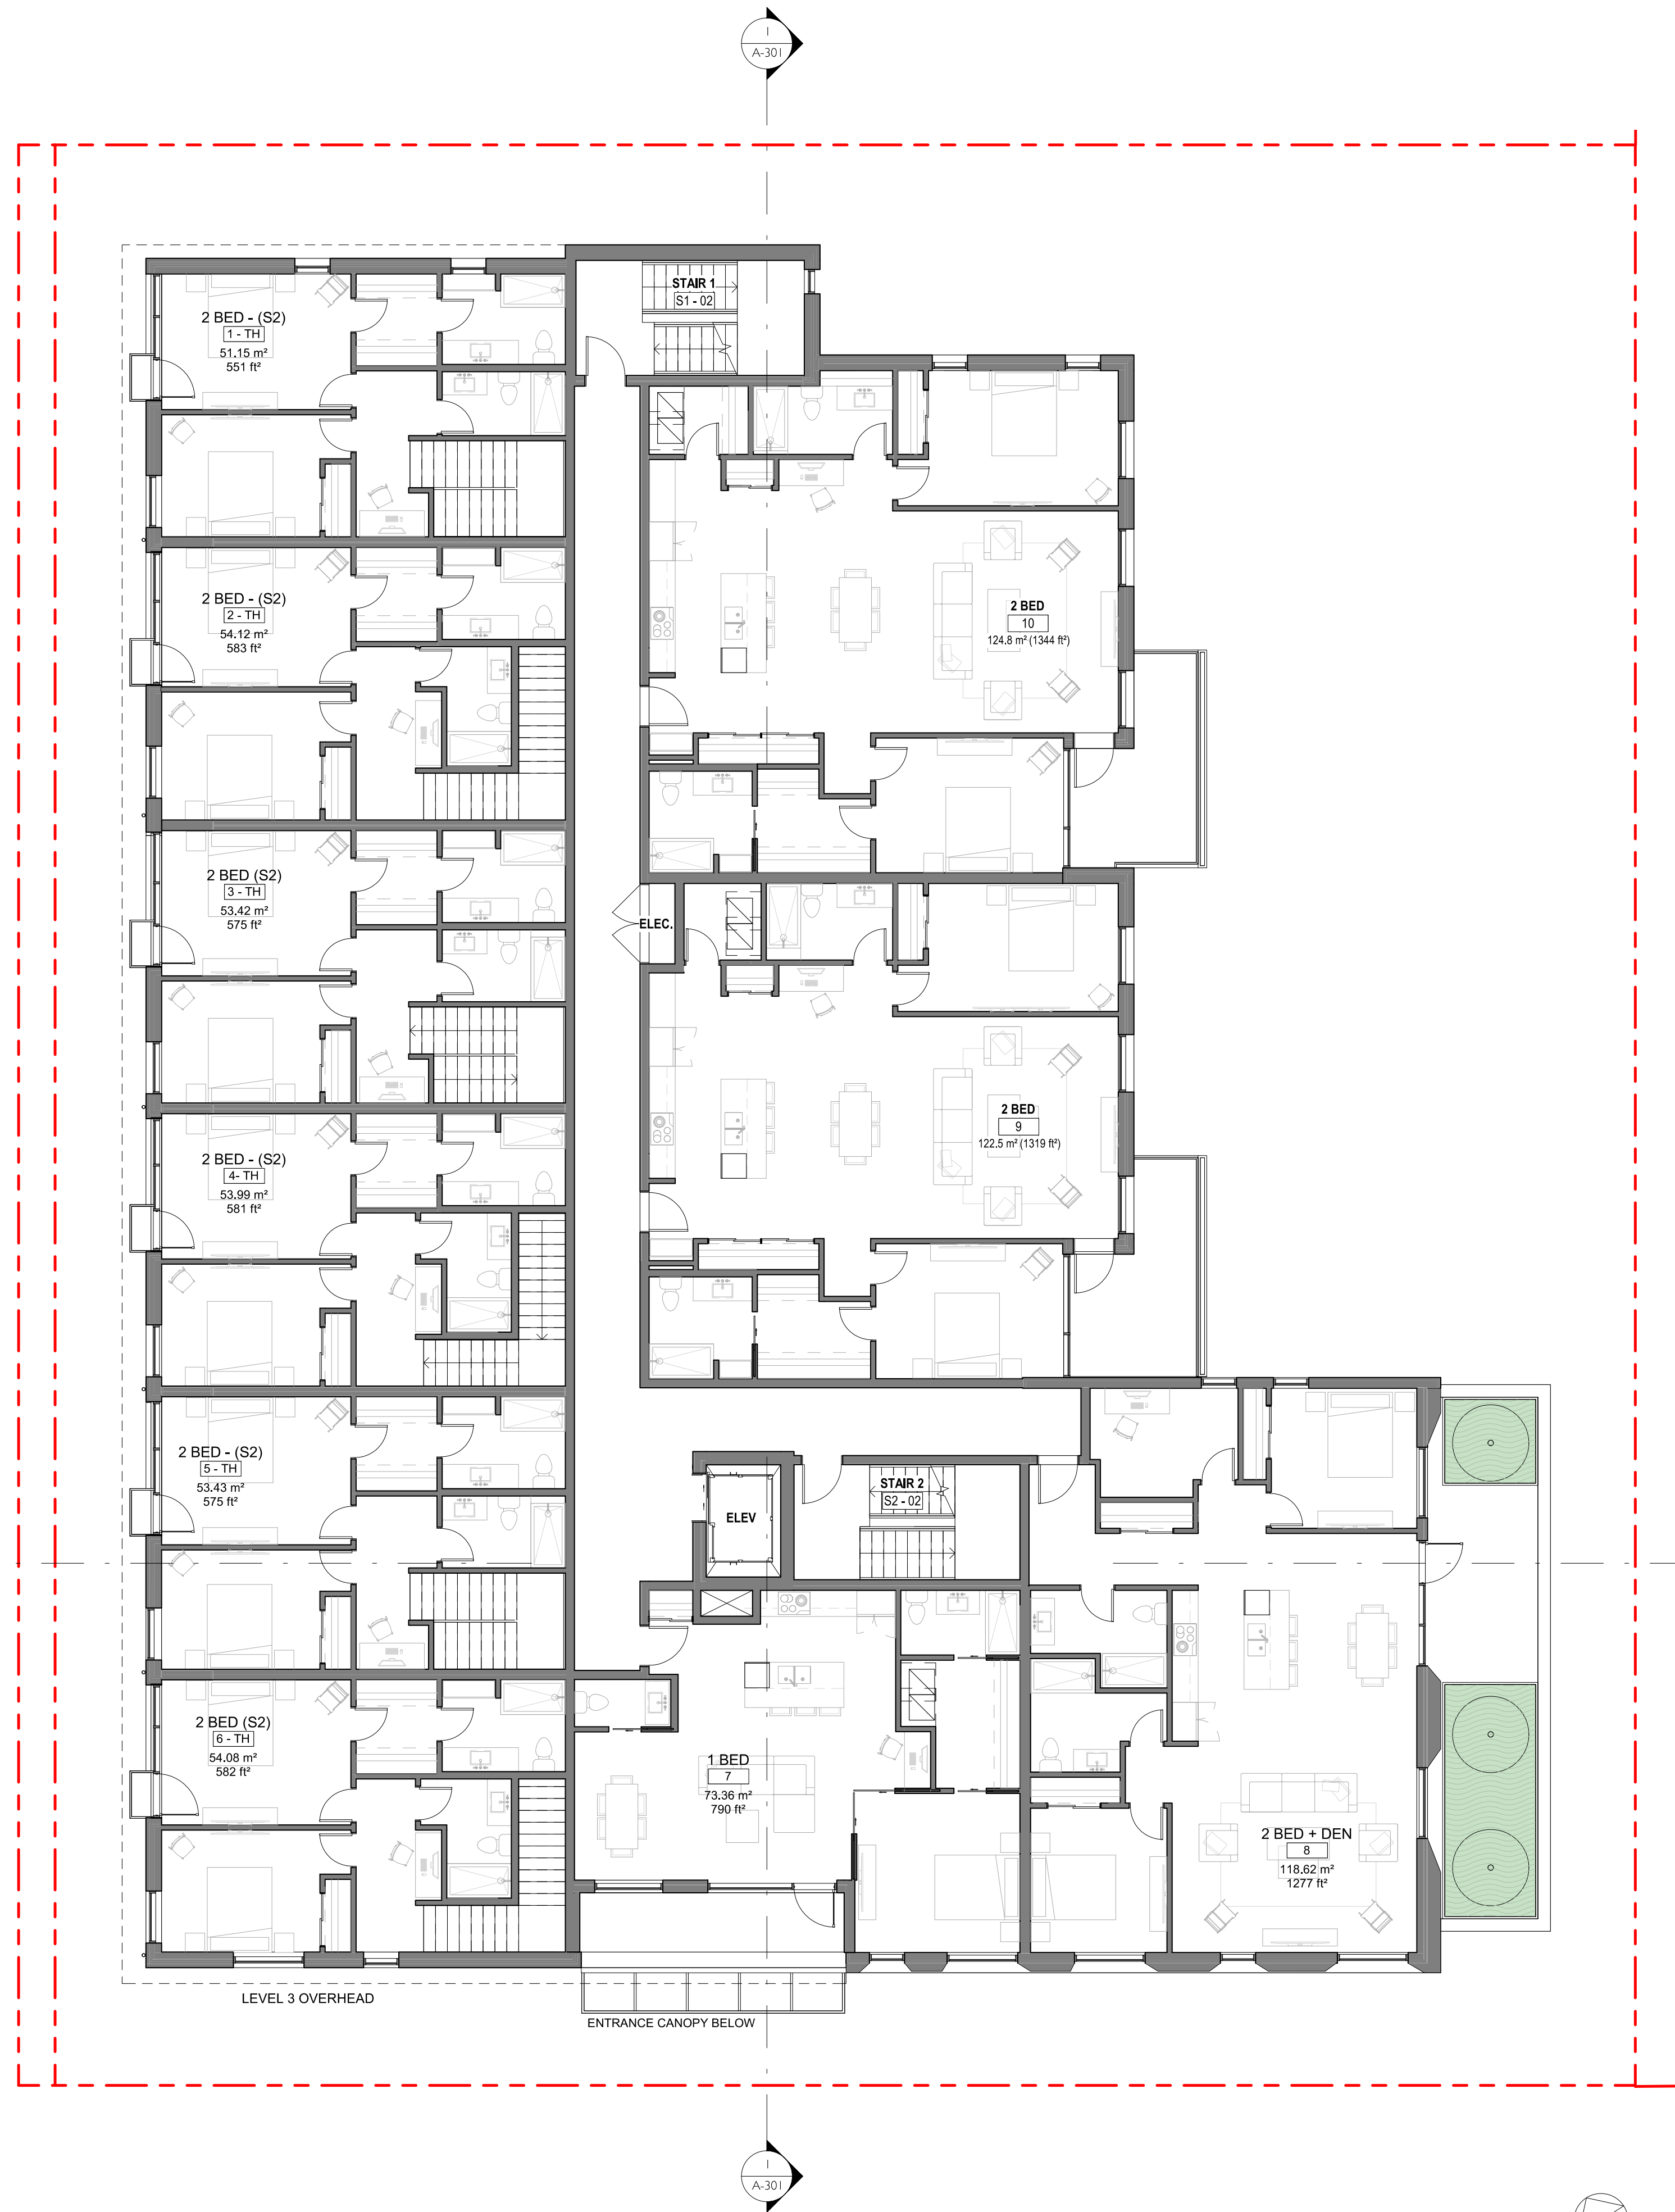 1
A-301
STAIR 1
S1 - 02
2 BED - (S2)
1 - TH
51.15 m²
551 ft²
2 BED - (S2)
2 - TH
54.12 m²
583 ft²
2 BED
10
124.8 m² (1344 ft²)
2 BED (S2)
3 - TH
53.42 m²
575 ft²
ELEC.
2 BED
9
122.5 m² (1319 ft²)
2 BED - (S2)
4- TH
53.99 m²
581 ft²
2 BED - (S2)
5 - TH
53.43 m²
575 ft²
ELEV
STAIR 2
S2 - 02
2 BED (S2)
6 - TH
54.08 m²
582 ft²
1 BED
7
73.36 m²
790 ft²
2 BED + DEN
8
118.62 m²
1277 ft²
LEVEL 3 OVERHEAD
ENTRANCE CANOPY BELOW
1
A-301